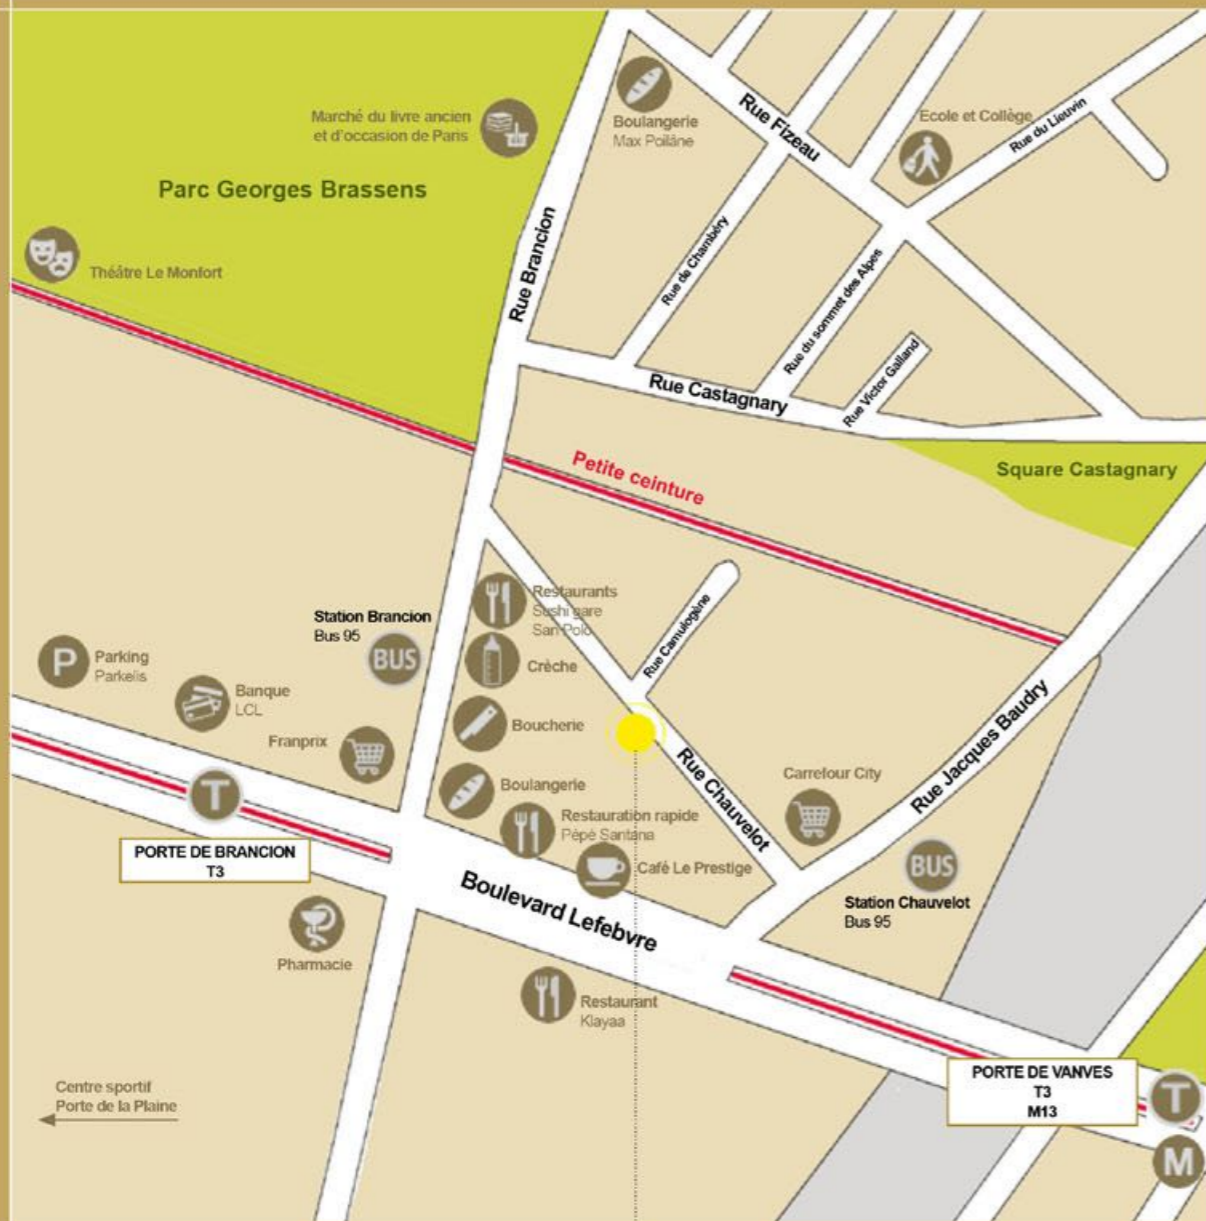 Marché du livre ancien
et d'occasion de Paris
Boulangerie
Max Poilâne
Rue Fizeau
Ecole et Collège
Rue du Lieuvin
Parc Georges Brassens
Théâtre Le Monfort
Rue Brancion
Rue de Chambéry
Rue du sommet des Alpes
Rue Victor Galland
Rue Castagnary
Square Castagnary
Petite ceinture
Station Brancion
Bus 95
BUS
Restaurants
Sushi gare
San Polo
Rue Camulogène
P
Parking
Parkelis
Crèche
Banque
LCL
Boucherie
Franprix
Rue Chauvelot
Rue Jacques Baudry
Carrefour City
T
Boulangerie
Restauration rapide
Pépé Santana
PORTE DE BRANCION
T3
Café Le Prestige
BUS
Station Chauvelot
Bus 95
Boulevard Lefebvre
Pharmacie
Restaurant
Klayaa
Centre sportif
Porte de la Plaine
PORTE DE VANVES
T3
M13
T
M